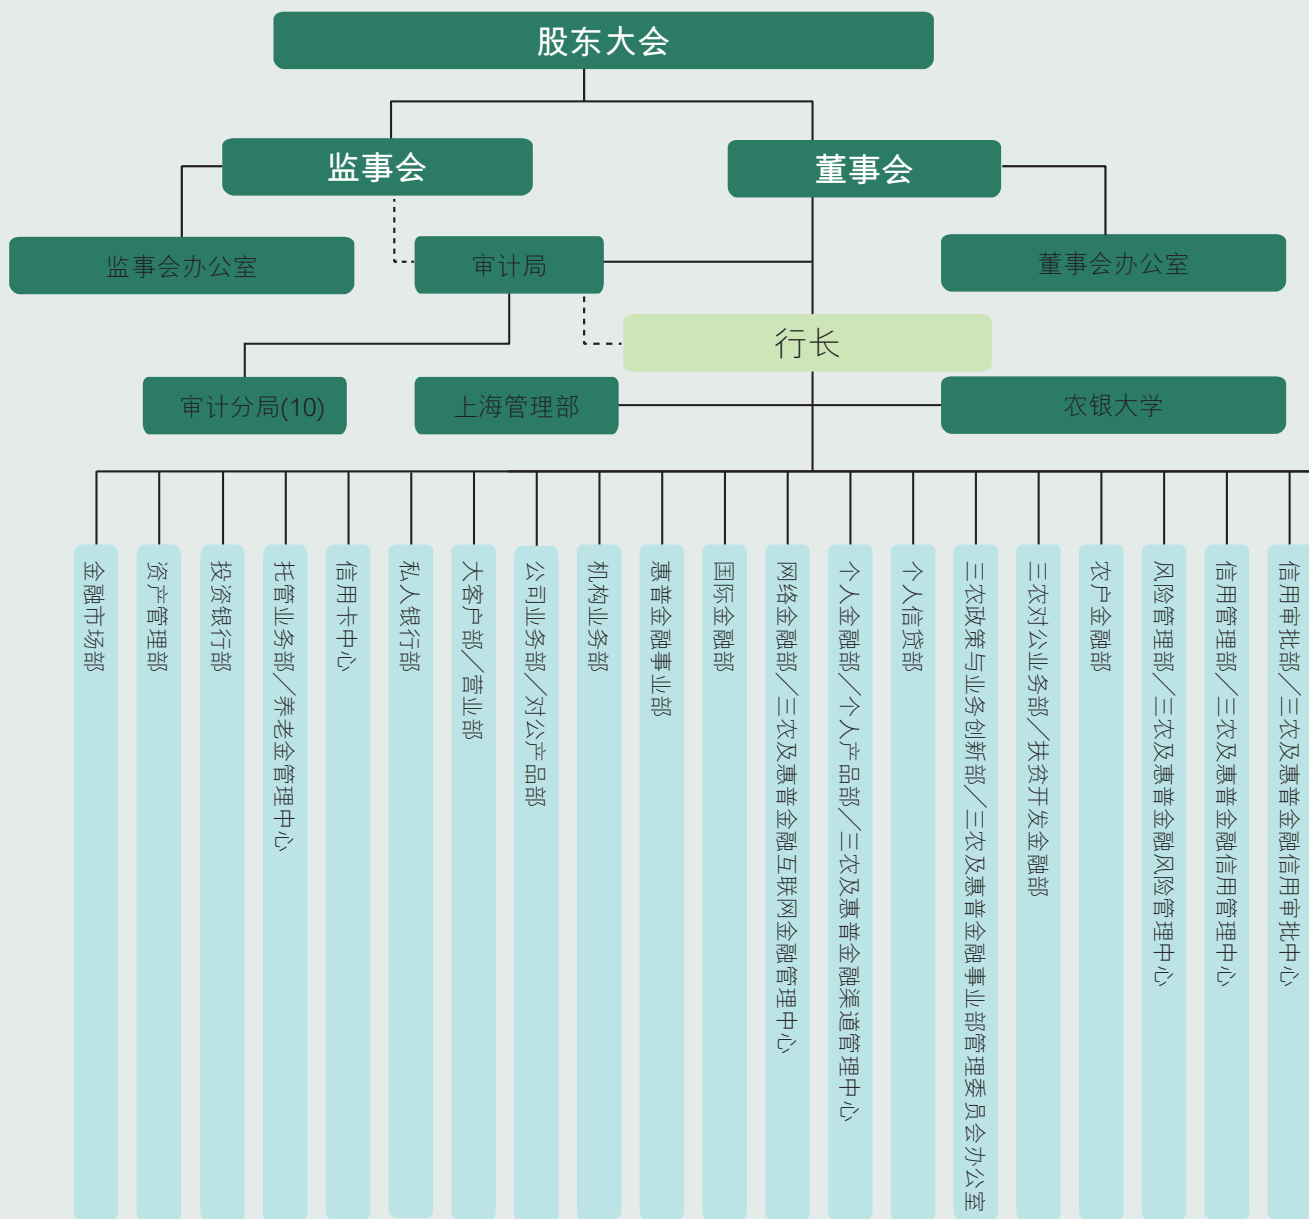 股东大会
监事会
董事会
监事会办公室
审计局
董事会办公室
行长
审计分局(10)
上海管理部
农银大学
金融市场部
资产管理部
投资银行部
托管业务部/养老金管理中心
信用卡中心
私人银行部
大客户部/营业部
公司业务部/对公产品部
机构业务部
惠普金融事业部
国际金融部
网络金融部/三农及惠普金融互联网金融管理中心
个人金融部/个人产品部/三农及惠普金融渠道管理中心
个人信贷部
三农政策与业务创新部/三农及惠普金融事业部管理委员会办公室
三农对公业务部/扶贫开发金融部
农户金融部
风险管理部/三农及惠普金融风险管理中心
信用管理部/三农及惠普金融信用管理中心
信用审批部/三农及惠普金融信用审批中心